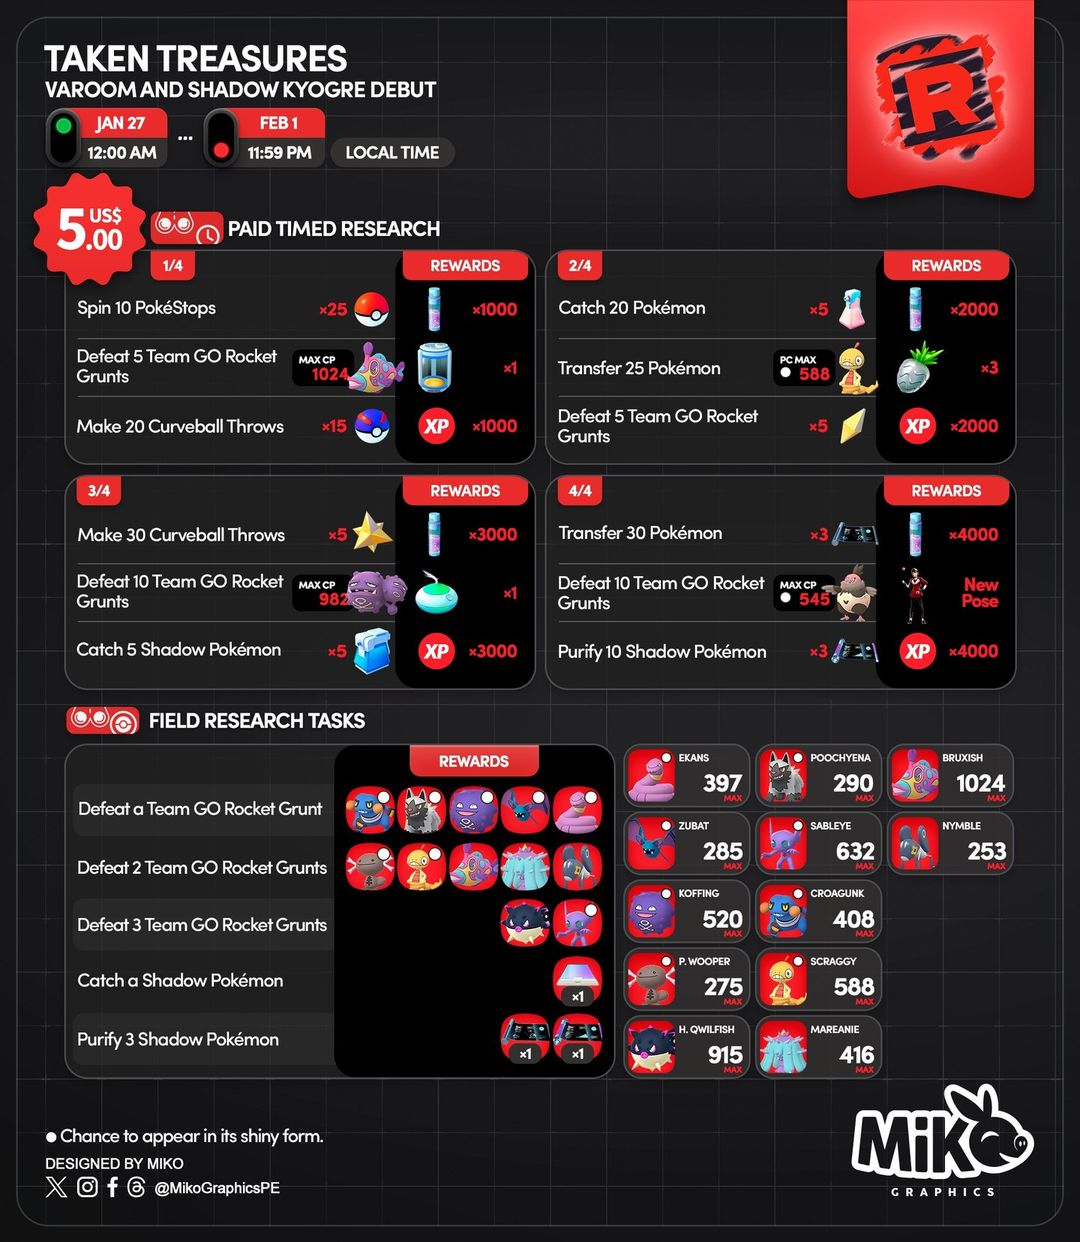 TAKEN TREASURES
VAROOM AND SHADOW KYOGRE DEBUT
JAN 27
12:00 AM
...
FEB 1
11:59 PM
LOCAL TIME
R
5 US$ .00
PAID TIMED RESEARCH
1/4
REWARDS
Spin 10 PokéStops ×25 ×1000
Defeat 5 Team GO Rocket
Grunts
MAX CP
1024
×1
Make 20 Curveball Throws ×15 XP ×1000
2/4
REWARDS
Catch 20 Pokémon ×5 ×2000
Transfer 25 Pokémon
PC MAX
588
×3
Defeat 5 Team GO Rocket
Grunts
×5 XP ×2000
3/4
REWARDS
Make 30 Curveball Throws ×5 ×3000
Defeat 10 Team GO Rocket
Grunts
MAX CP
982
×1
Catch 5 Shadow Pokémon ×5 XP ×3000
4/4
REWARDS
Transfer 30 Pokémon ×3 ×4000
Defeat 10 Team GO Rocket
Grunts
MAX CP
545
New
Pose
Purify 10 Shadow Pokémon ×3 XP ×4000
FIELD RESEARCH TASKS
REWARDS
Defeat a Team GO Rocket Grunt
Defeat 2 Team GO Rocket Grunts
Defeat 3 Team GO Rocket Grunts
Catch a Shadow Pokémon
×1
Purify 3 Shadow Pokémon
×1 ×1
EKANS
397
MAX
POOCHYENA
290
MAX
BRUXISH
1024
MAX
ZUBAT
285
MAX
SABLEYE
632
MAX
NYMBLE
253
MAX
KOFFING
520
MAX
CROAGUNK
408
MAX
P. WOOPER
275
MAX
SCRAGGY
588
MAX
H. QWILFISH
915
MAX
MAREANIE
416
MAX
Chance to appear in its shiny form.
DESIGNED BY MIKO
@MikoGraphicsPE
MiKO
GRAPHICS